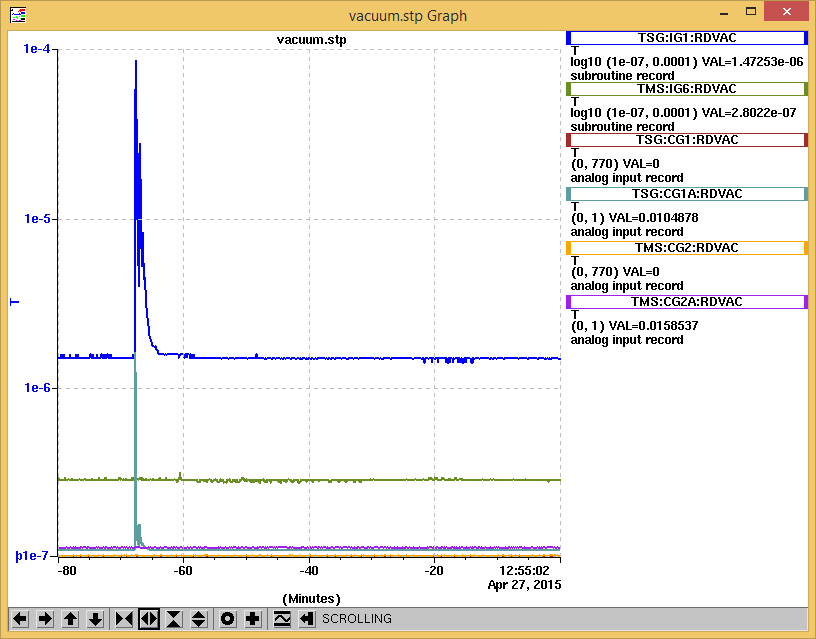 vacuum.stp Graph
vacuum.stp
1e-4
1e-5
T
1e-6
1e-7
-80
-60
-40
-20
12:55:02
Apr 27, 2015
(Minutes)
TSG:IG1:RDVAC
T
log10 (1e-07, 0.0001) VAL=1.47253e-06
subroutine record
TMS:IG6:RDVAC
T
log10 (1e-07, 0.0001) VAL=2.8022e-07
subroutine record
TSG:CG1:RDVAC
T
(0, 770) VAL=0
analog input record
TSG:CG1A:RDVAC
T
(0, 1) VAL=0.0104878
analog input record
TMS:CG2:RDVAC
T
(0, 770) VAL=0
analog input record
TMS:CG2A:RDVAC
T
(0, 1) VAL=0.0158537
analog input record
SCROLLING